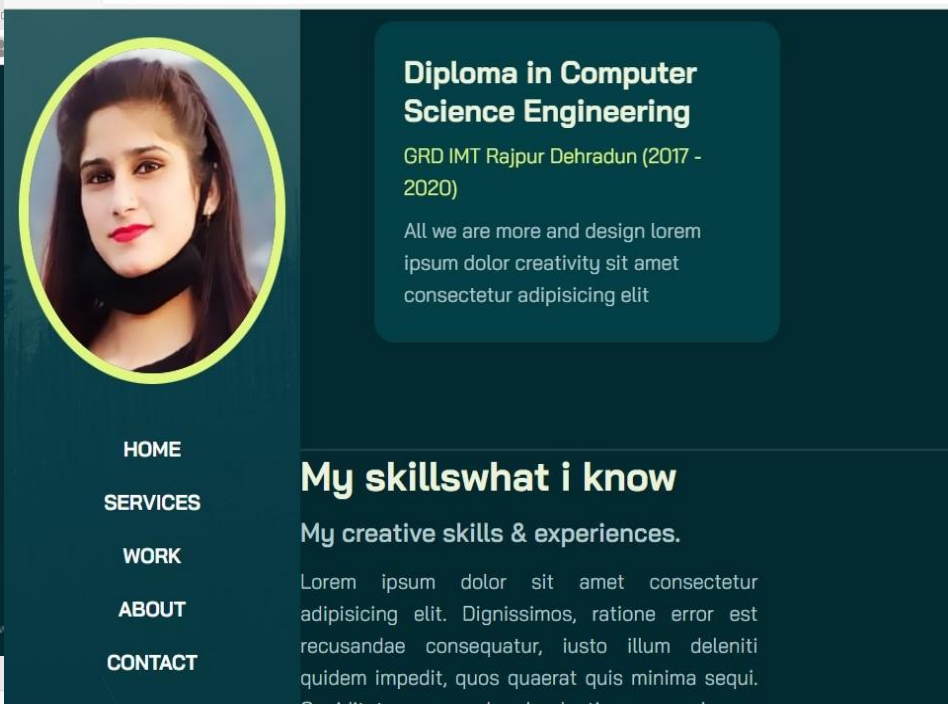 HOME
SERVICES
WORK
ABOUT
CONTACT
Diploma in Computer
Science Engineering
GRD IMT Rajpur Dehradun (2017 -
2020)
All we are more and design lorem
ipsum dolor creativity sit amet
consectetur adipisicing elit
My skillswhat i know
My creative skills & experiences.
Lorem ipsum dolor sit amet consectetur
adipisicing elit. Dignissimos, ratione error est
recusandae consequatur, iusto illum deleniti
quidem impedit, quos quaerat quis minima sequi.